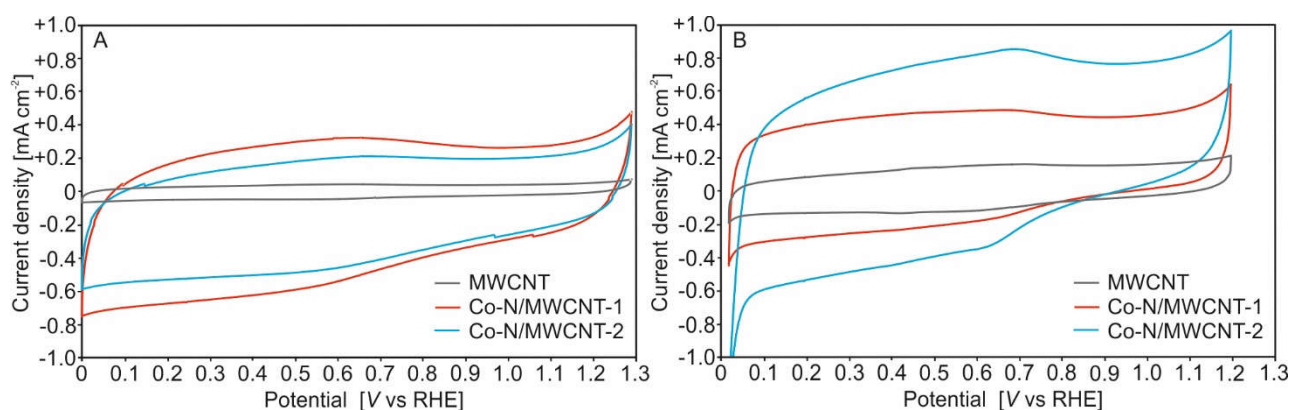 A
Current density [mA cm-2]
+1.0
+0.8
+0.6
+0.4
+0.2
0
-0.2
-0.4
-0.6
-0.8
-1.0
MWCNT
Co-N/MWCNT-1
Co-N/MWCNT-2
0 0.1 0.2 0.3 0.4 0.5 0.6 0.7 0.8 0.9 1.0 1.1 1.2 1.3
Potential [V vs RHE]
B
Current density [mA cm-2]
+1.0
+0.8
+0.6
+0.4
+0.2
0
-0.2
-0.4
-0.6
-0.8
-1.0
MWCNT
Co-N/MWCNT-1
Co-N/MWCNT-2
0 0.1 0.2 0.3 0.4 0.5 0.6 0.7 0.8 0.9 1.0 1.1 1.2 1.3
Potential [V vs RHE]